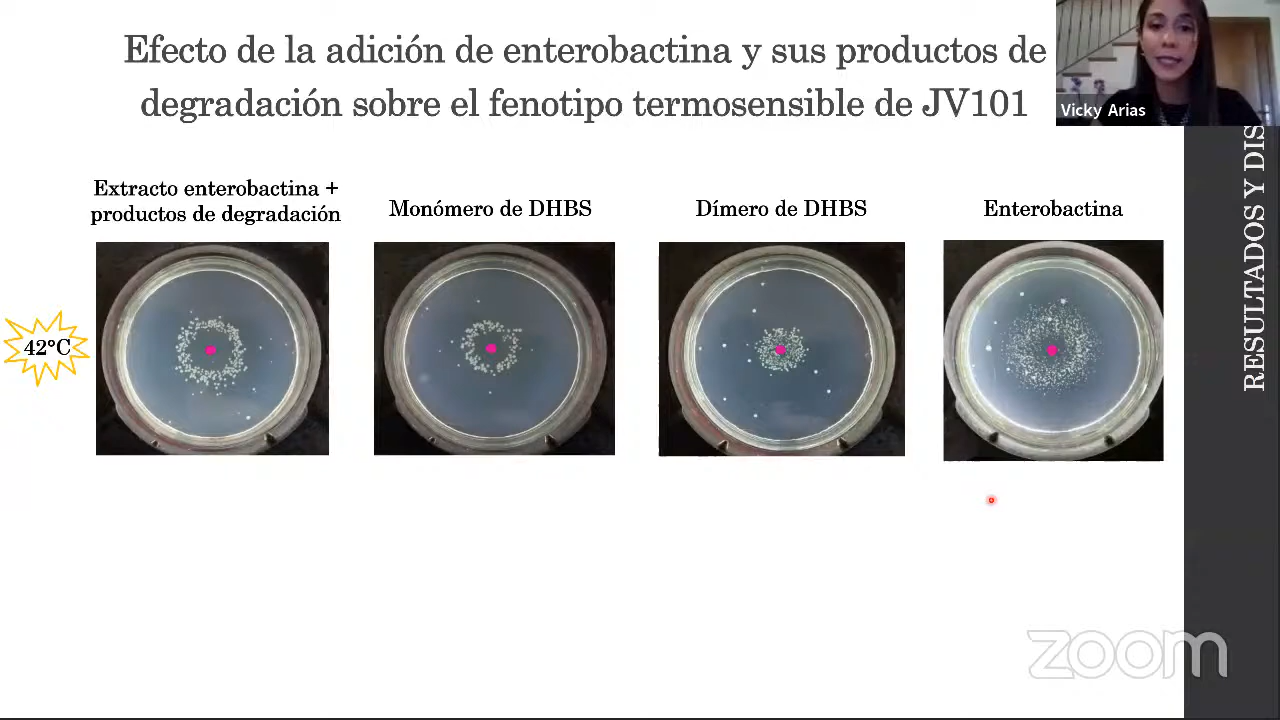 Efecto de la adición de enterobactina y sus productos de
degradación sobre el fenotipo termosensible de JV101
Vicky Arias
Extracto enterobactina +
productos de degradación
Monómero de DHBS
Dímero de DHBS
Enterobactina
42°C
RESULTADOS Y DIS
zoom